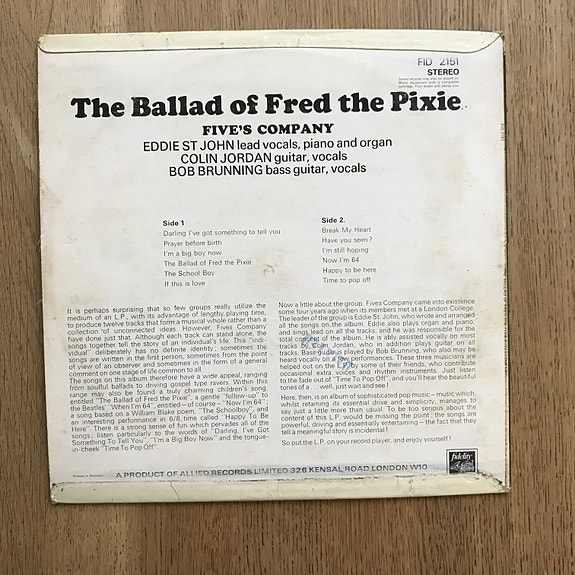 FID 2151
STEREO
The Ballad of Fred the Pixie
FIVE'S COMPANY
EDDIE ST JOHN lead vocals, piano and organ
COLIN JORDAN guitar, vocals
BOB BRUNNING bass guitar, vocals
Side 1
Darling I've got something to tell you
Prayer before birth
I'm a big boy now
The Ballad of Fred the Pixie
The School Boy
If this is love
Side 2.
Break My Heart
Have you seen?
I'm still hoping
Now I'm 64
Happy to be here
Time to pop off
It is perhaps surprising that so few groups really utilize the
medium of an L.P., with its advantage of lengthy playing time,
to produce twelve tracks that form a musical whole rather than a
collection of unconnected ideas. However, Fives Company
have done just that. Although each track can stand alone, the
songs together tell the story of an individual's life. This "indi-
vidual" deliberately has no definite identity; sometimes the
songs are written in the first person, sometimes from the point
of view of an observer and sometimes in the form of a general
comment on one stage of life common to all.
The songs on this album therefore have a wide appeal, ranging
from soulful ballads to driving gospel type ravers. Within this
range may also be found a truly charming children's song,
entitled "The Ballad of Fred the Pixie", a gentle "follow-up" to
the Beatles' "When I'm 64", entitled – of course – "Now I'm 64";
a song based on a William Blake poem, "The Schoolboy", and
an interesting performance in 6/8 time, called "Happy To Be
Here". There is a strong sense of fun which pervades all of the
songs, listen particularly to the words of "Darling, I've Got
Something To Tell You", "I'm a Big Boy Now" and the tongue-
in-cheek "Time To Pop Off".
Now a little about the group. Fives Company came into existence
some four years ago when its members met at a London College.
The leader of the group is Eddie St. John, who wrote and arranged
all the songs on the album. Eddie also plays organ and piano,
and sings lead on all the tracks, and he was responsible for the
total concept of the album. He is ably assisted vocally on most
tracks by Colin Jordan, who in addition plays guitar on all
tracks. Bass guitar is played by Bob Brunning, who also may be
heard vocally on a few performances. These three musicians are
helped out on the L.P. by some of their friends, who contribute
occasional extra voices and rhythm instruments. Just listen
to the fade out of "Time To Pop Off", and you'll hear the beautiful
tones of a . . . well, just wait and see!
Here, then, is an album of sophisticated pop music – music which,
whilst retaining its essential drive and simplicity, manages to
say just a little more than usual. To be too serious about the
content of this L.P. would be missing the point; the songs are
powerful, driving and essentially entertaining – the fact that they
tell a meaningful story is incidental!
So put the L.P. on your record player, and enjoy yourself!
A PRODUCT OF ALLIED RECORDS LIMITED 326 KENSAL ROAD LONDON W10
fidelity